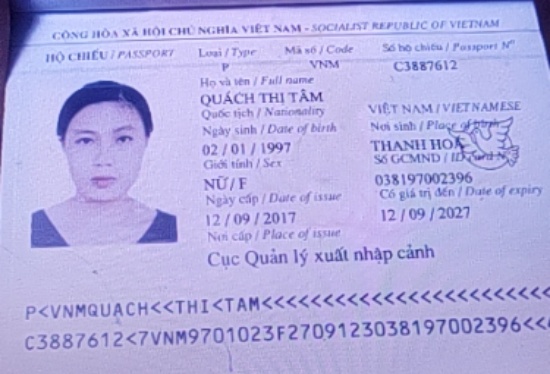 CỘNG HÒA XÃ HỘI CHỦ NGHĨA VIỆT NAM - SOCIALIST REPUBLIC OF VIETNAM
HỘ CHIẾU / PASSPORT Loại / Type Mã số / Code Số hộ chiếu / Passport Nº
P VNM C3887612
Họ và tên / Full name
QUÁCH THỊ TÂM
Quốc tịch / Nationality VIỆT NAM / VIETNAMESE
Ngày sinh / Date of birth Nơi sinh / Place of birth
02 / 01 / 1997 THANH HOÁ
Giới tính / Sex Số GCMND / ID Card Nº
NỮ / F 038197002396
Ngày cấp / Date of issue Có giá trị đến / Date of expiry
12 / 09 / 2017 12 / 09 / 2027
Nơi cấp / Place of issue
Cục Quản lý xuất nhập cảnh
P<VNMQUACH<<THI<TAM<<<<<<<<<<<<<<<<<<<<<<<<<
C3887612<7VNM9701023F2709123038197002396<<